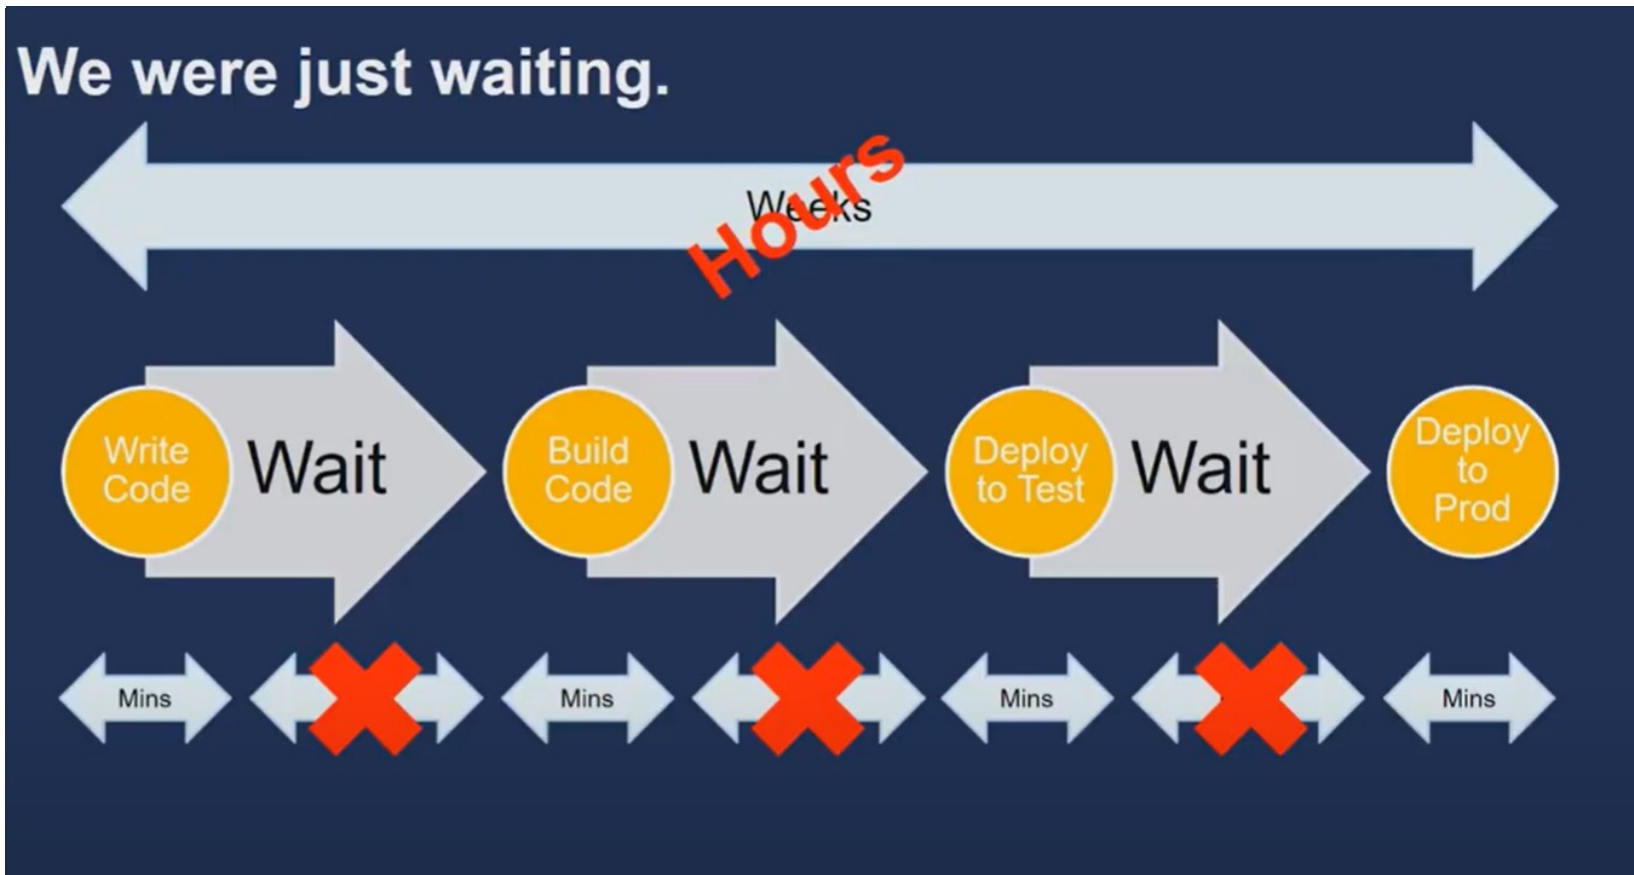 We were just waiting.
Weeks
Hours
Write
Code
Wait
Build
Code
Wait
Deploy
to Test
Wait
Deploy
to
Prod
Mins
Mins
Mins
Mins